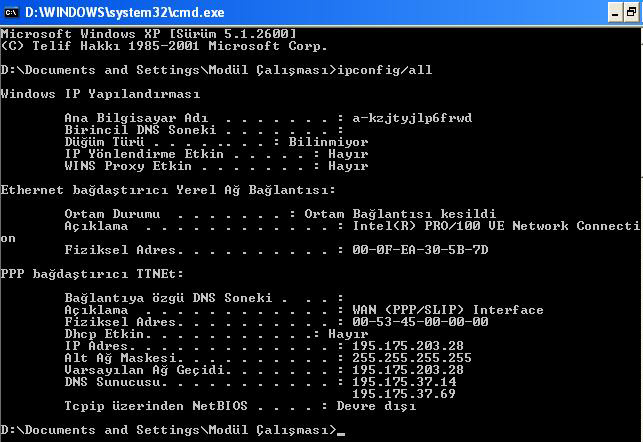 D:\WINDOWS\system32\cmd.exe
Microsoft Windows XP [Sürüm 5.1.2600]
(C) Telif Hakkı 1985-2001 Microsoft Corp.
D:\Documents and Settings\Modül Çalışması>ipconfig/all
Windows IP Yapılandırması
Ana Bilgisayar Adı . . . . . . . : a-kzjtyjlp6frwd
Birincil DNS Soneki . . . . . . . :
Düğüm Türü . . . . . . . : Bilinmiyor
IP Yönlendirme Etkin . . . . . : Hayır
WINS Proxy Etkin . . . . . . . : Hayır
Ethernet bağdaştırıcı Yerel Ağ Bağlantısı:
Ortam Durumu . . . . . . . : Ortam Bağlantısı kesildi
Açıklama . . . . . . . . . . . . : Intel(R) PRO/100 VE Network Connecti
on
Fiziksel Adres. . . . . . . . . . : 00-0F-EA-30-5B-7D
PPP bağdaştırıcı TTNEt:
Bağlantıya özgü DNS Soneki . . . :
Açıklama . . . . . . . . . . . . : WAN (PPP/SLIP) Interface
Fiziksel Adres. . . . . . . . . . : 00-53-45-00-00-00
Dhcp Etkin. . . . . . . . . . . .: Hayır
IP Adres. . . . . . . . . . . . . : 195.175.203.28
Alt Ağ Maskesi. . . . . . . . . . : 255.255.255.255
Varsayılan Ağ Geçidi. . . . . . . : 195.175.203.28
DNS Sunucusu. . . . . . . . . . . : 195.175.37.14
195.175.37.69
Tcpip üzerinden NetBIOS . . . . : Devre dışı
D:\Documents and Settings\Modül Çalışması>_